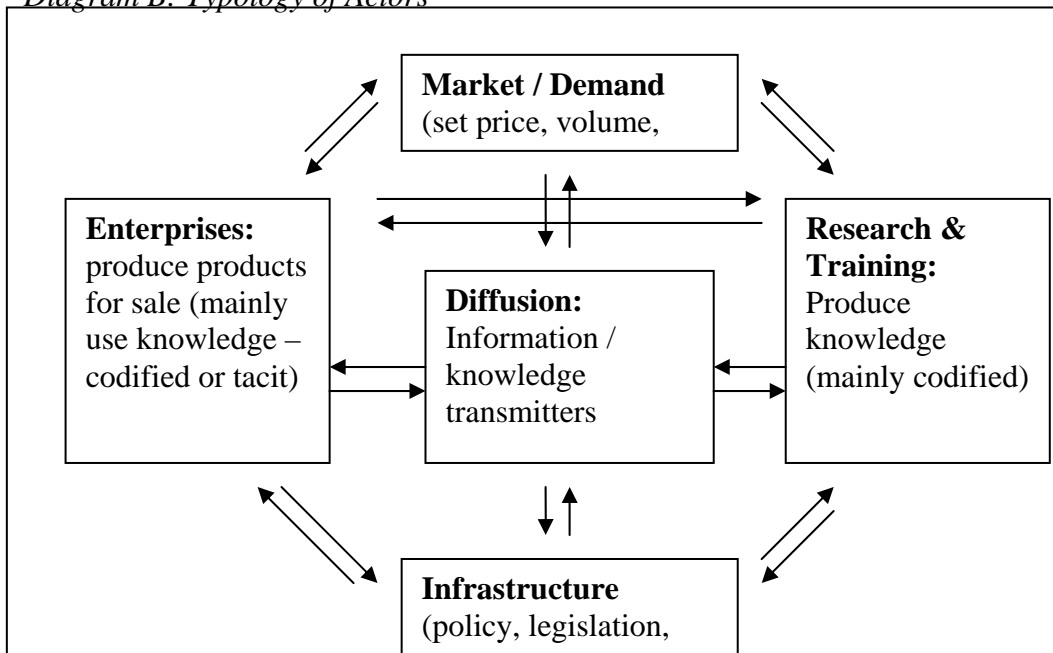 Diagram B: Typology of Actors
Market / Demand
(set price, volume,
Enterprises:
produce products
for sale (mainly
use knowledge –
codified or tacit)
Diffusion:
Information /
knowledge
transmitters
Research &
Training:
Produce
knowledge
(mainly codified)
Infrastructure
(policy, legislation,